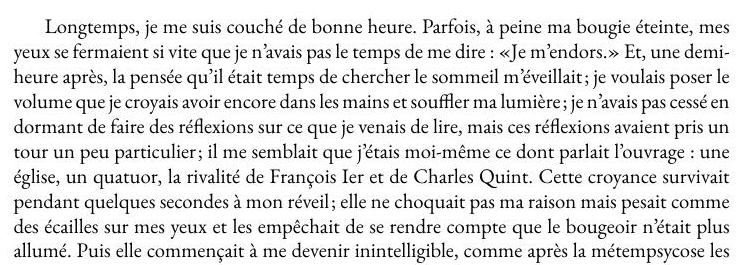 Longtemps, je me suis couché de bonne heure. Parfois, à peine ma bougie éteinte, mes
yeux se fermaient si vite que je n’avais pas le temps de me dire : «Je m’endors.» Et, une demi-
heure après, la pensée qu’il était temps de chercher le sommeil m’éveillait ; je voulais poser le
volume que je croyais avoir encore dans les mains et souffler ma lumière ; je n’avais pas cessé en
dormant de faire des réflexions sur ce que je venais de lire, mais ces réflexions avaient pris un
tour un peu particulier ; il me semblait que j’étais moi-même ce dont parlait l’ouvrage : une
église, un quatuor, la rivalité de François Ier et de Charles Quint. Cette croyance survivait
pendant quelques secondes à mon réveil ; elle ne choquait pas ma raison mais pesait comme
des écailles sur mes yeux et les empêchait de se rendre compte que le bougeoir n’était plus
allumé. Puis elle commençait à me devenir inintelligible, comme après la métempsycose les